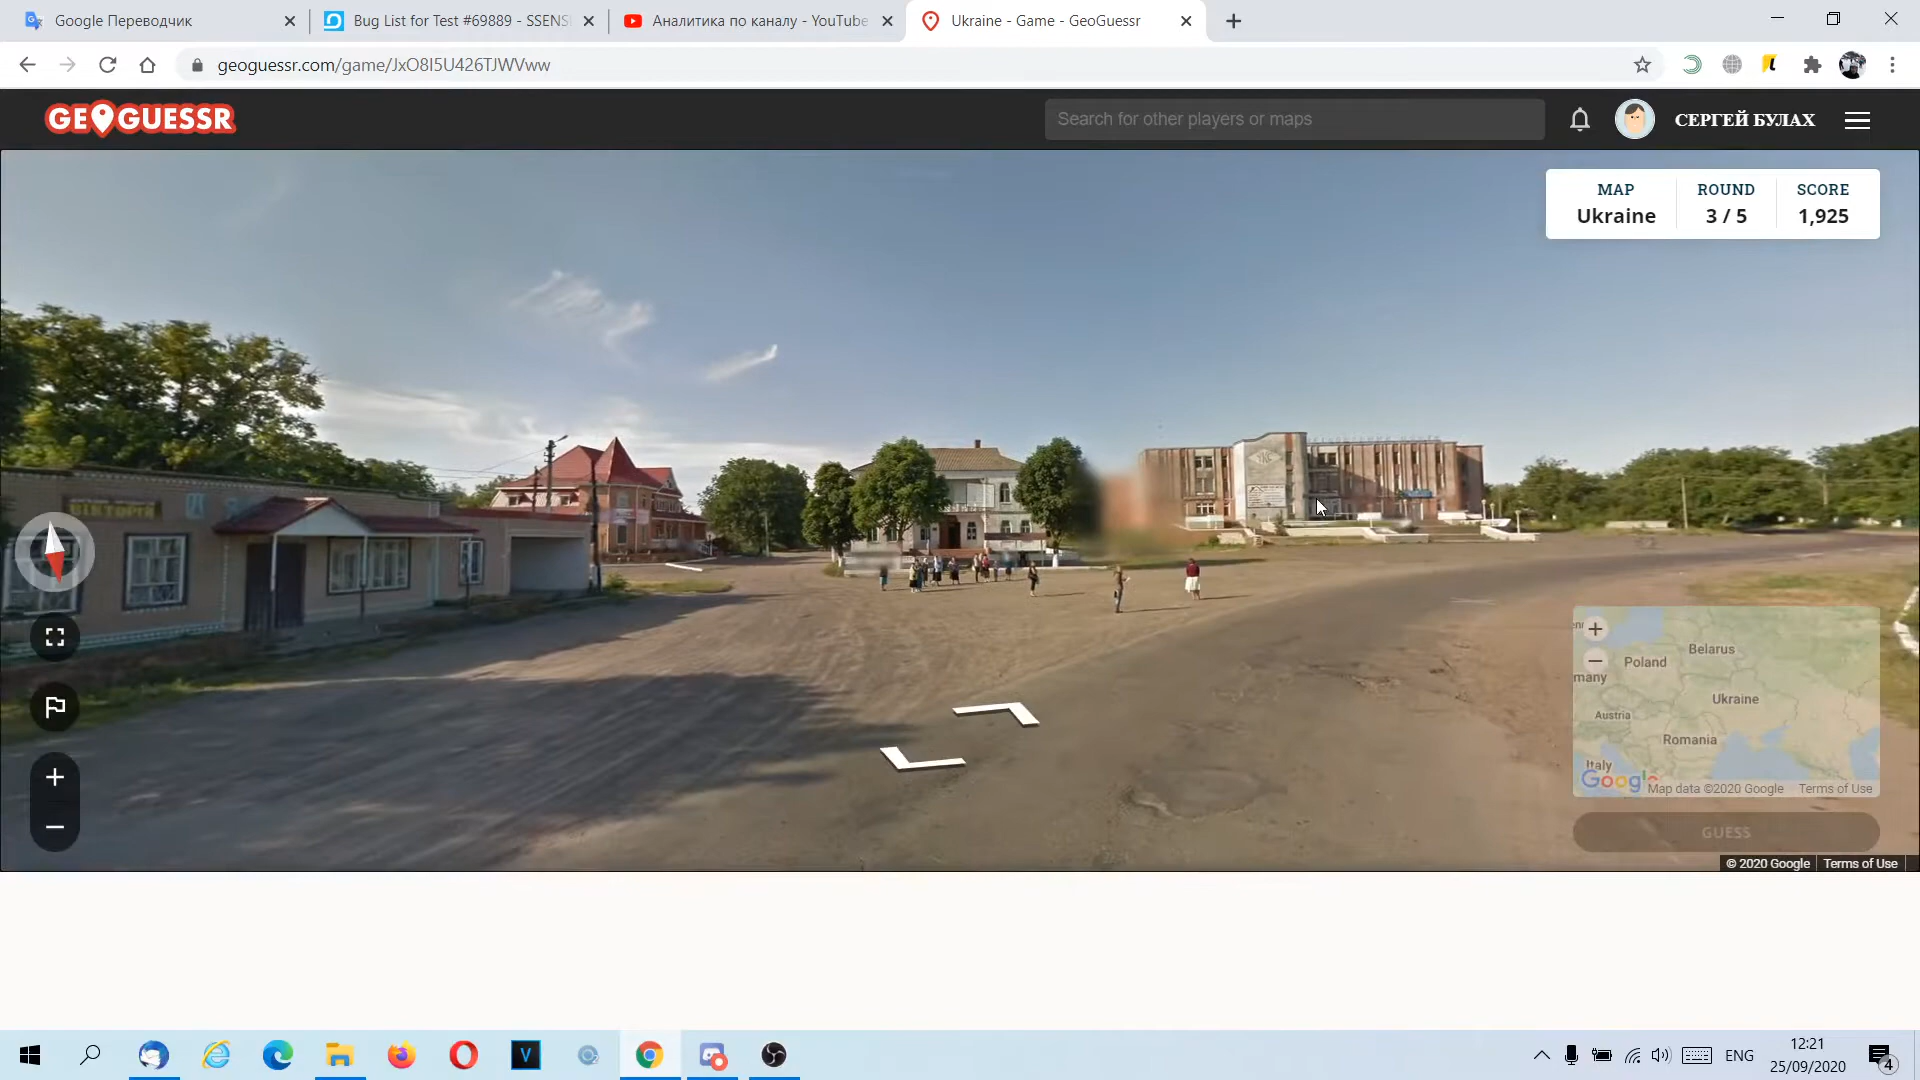 Google Переводчик
Bug List for Test #69889 - SSENS
Аналитика по каналу - YouTube
Ukraine - Game - GeoGuessr
geoguessr.com/game/JxO8I5U426TJWVww
GEOGUESSR
Search for other players or maps
СЕРГЕЙ БУЛАХ
MAP
Ukraine
ROUND
3 / 5
SCORE
1,925
Belarus
Poland
many
Ukraine
Austria
Romania
Italy
Google
Map data ©2020 Google
Terms of Use
GUESS
© 2020 Google
Terms of Use
ENG
12:21
25/09/2020
4